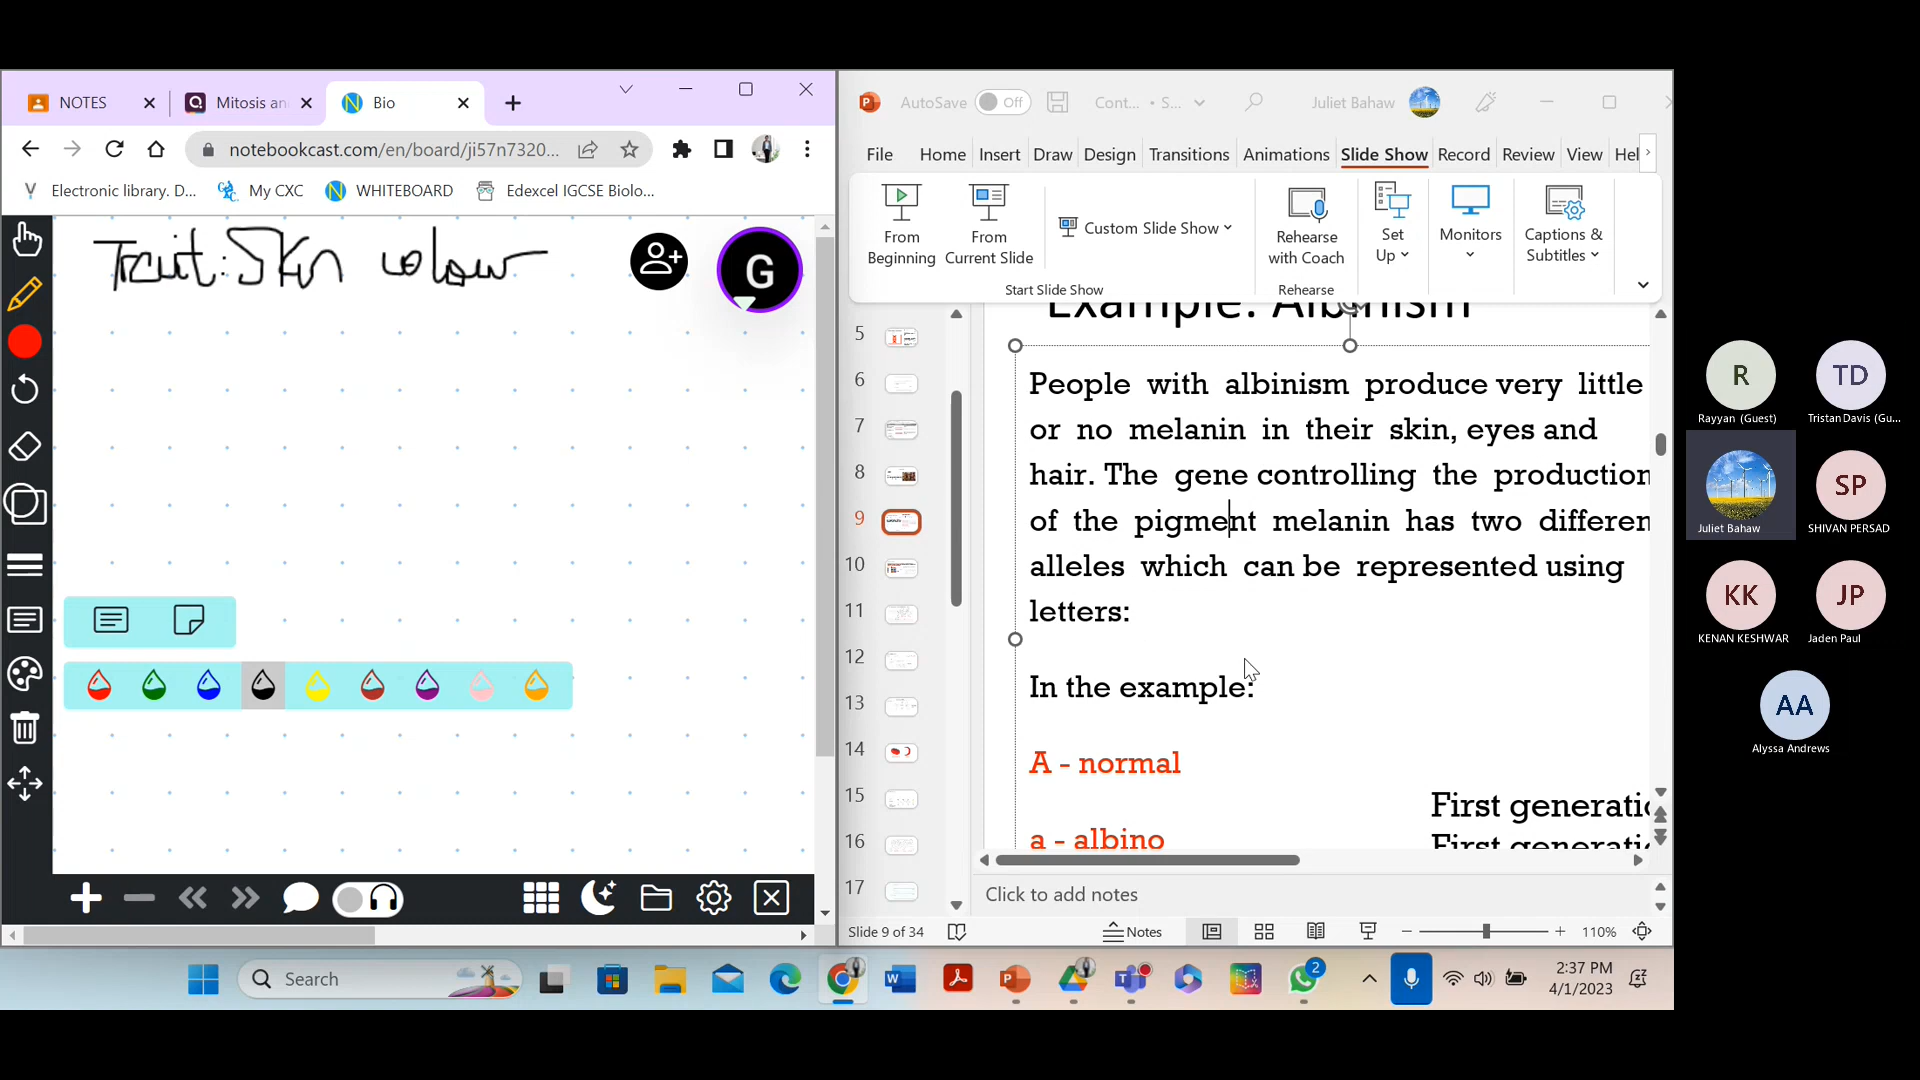 NOTES
Mitosis an
Bio
AutoSave
Off
Cont... • S...
Juliet Bahaw
notebookcast.com/en/board/ji57n7320...
File
Home
Insert
Draw
Design
Transitions
Animations
Slide Show
Record
Review
View
Hel
Electronic library. D...
My CXC
WHITEBOARD
Edexcel IGCSE Biolo...
From
Beginning
From
Current Slide
Custom Slide Show
Rehearse
with Coach
Set
Up
Monitors
Captions &
Subtitles
Start Slide Show
Rehearse
Trait: Skin colour
G
Example: Albinism
People with albinism produce very little
or no melanin in their skin, eyes and
hair. The gene controlling the production
of the pigment melanin has two differen
alleles which can be represented using
letters:
In the example:
A - normal
a - albino
First generatio
First generatio
5
6
7
8
9
10
11
12
13
14
15
16
17
Click to add notes
Slide 9 of 34
Notes
110%
Search
2
2:37 PM
4/1/2023
R
Rayyan (Guest)
TD
Tristan Davis (Gu...
Juliet Bahaw
SP
SHIVAN PERSAD
KK
KENAN KESHWAR
JP
Jaden Paul
AA
Alyssa Andrews